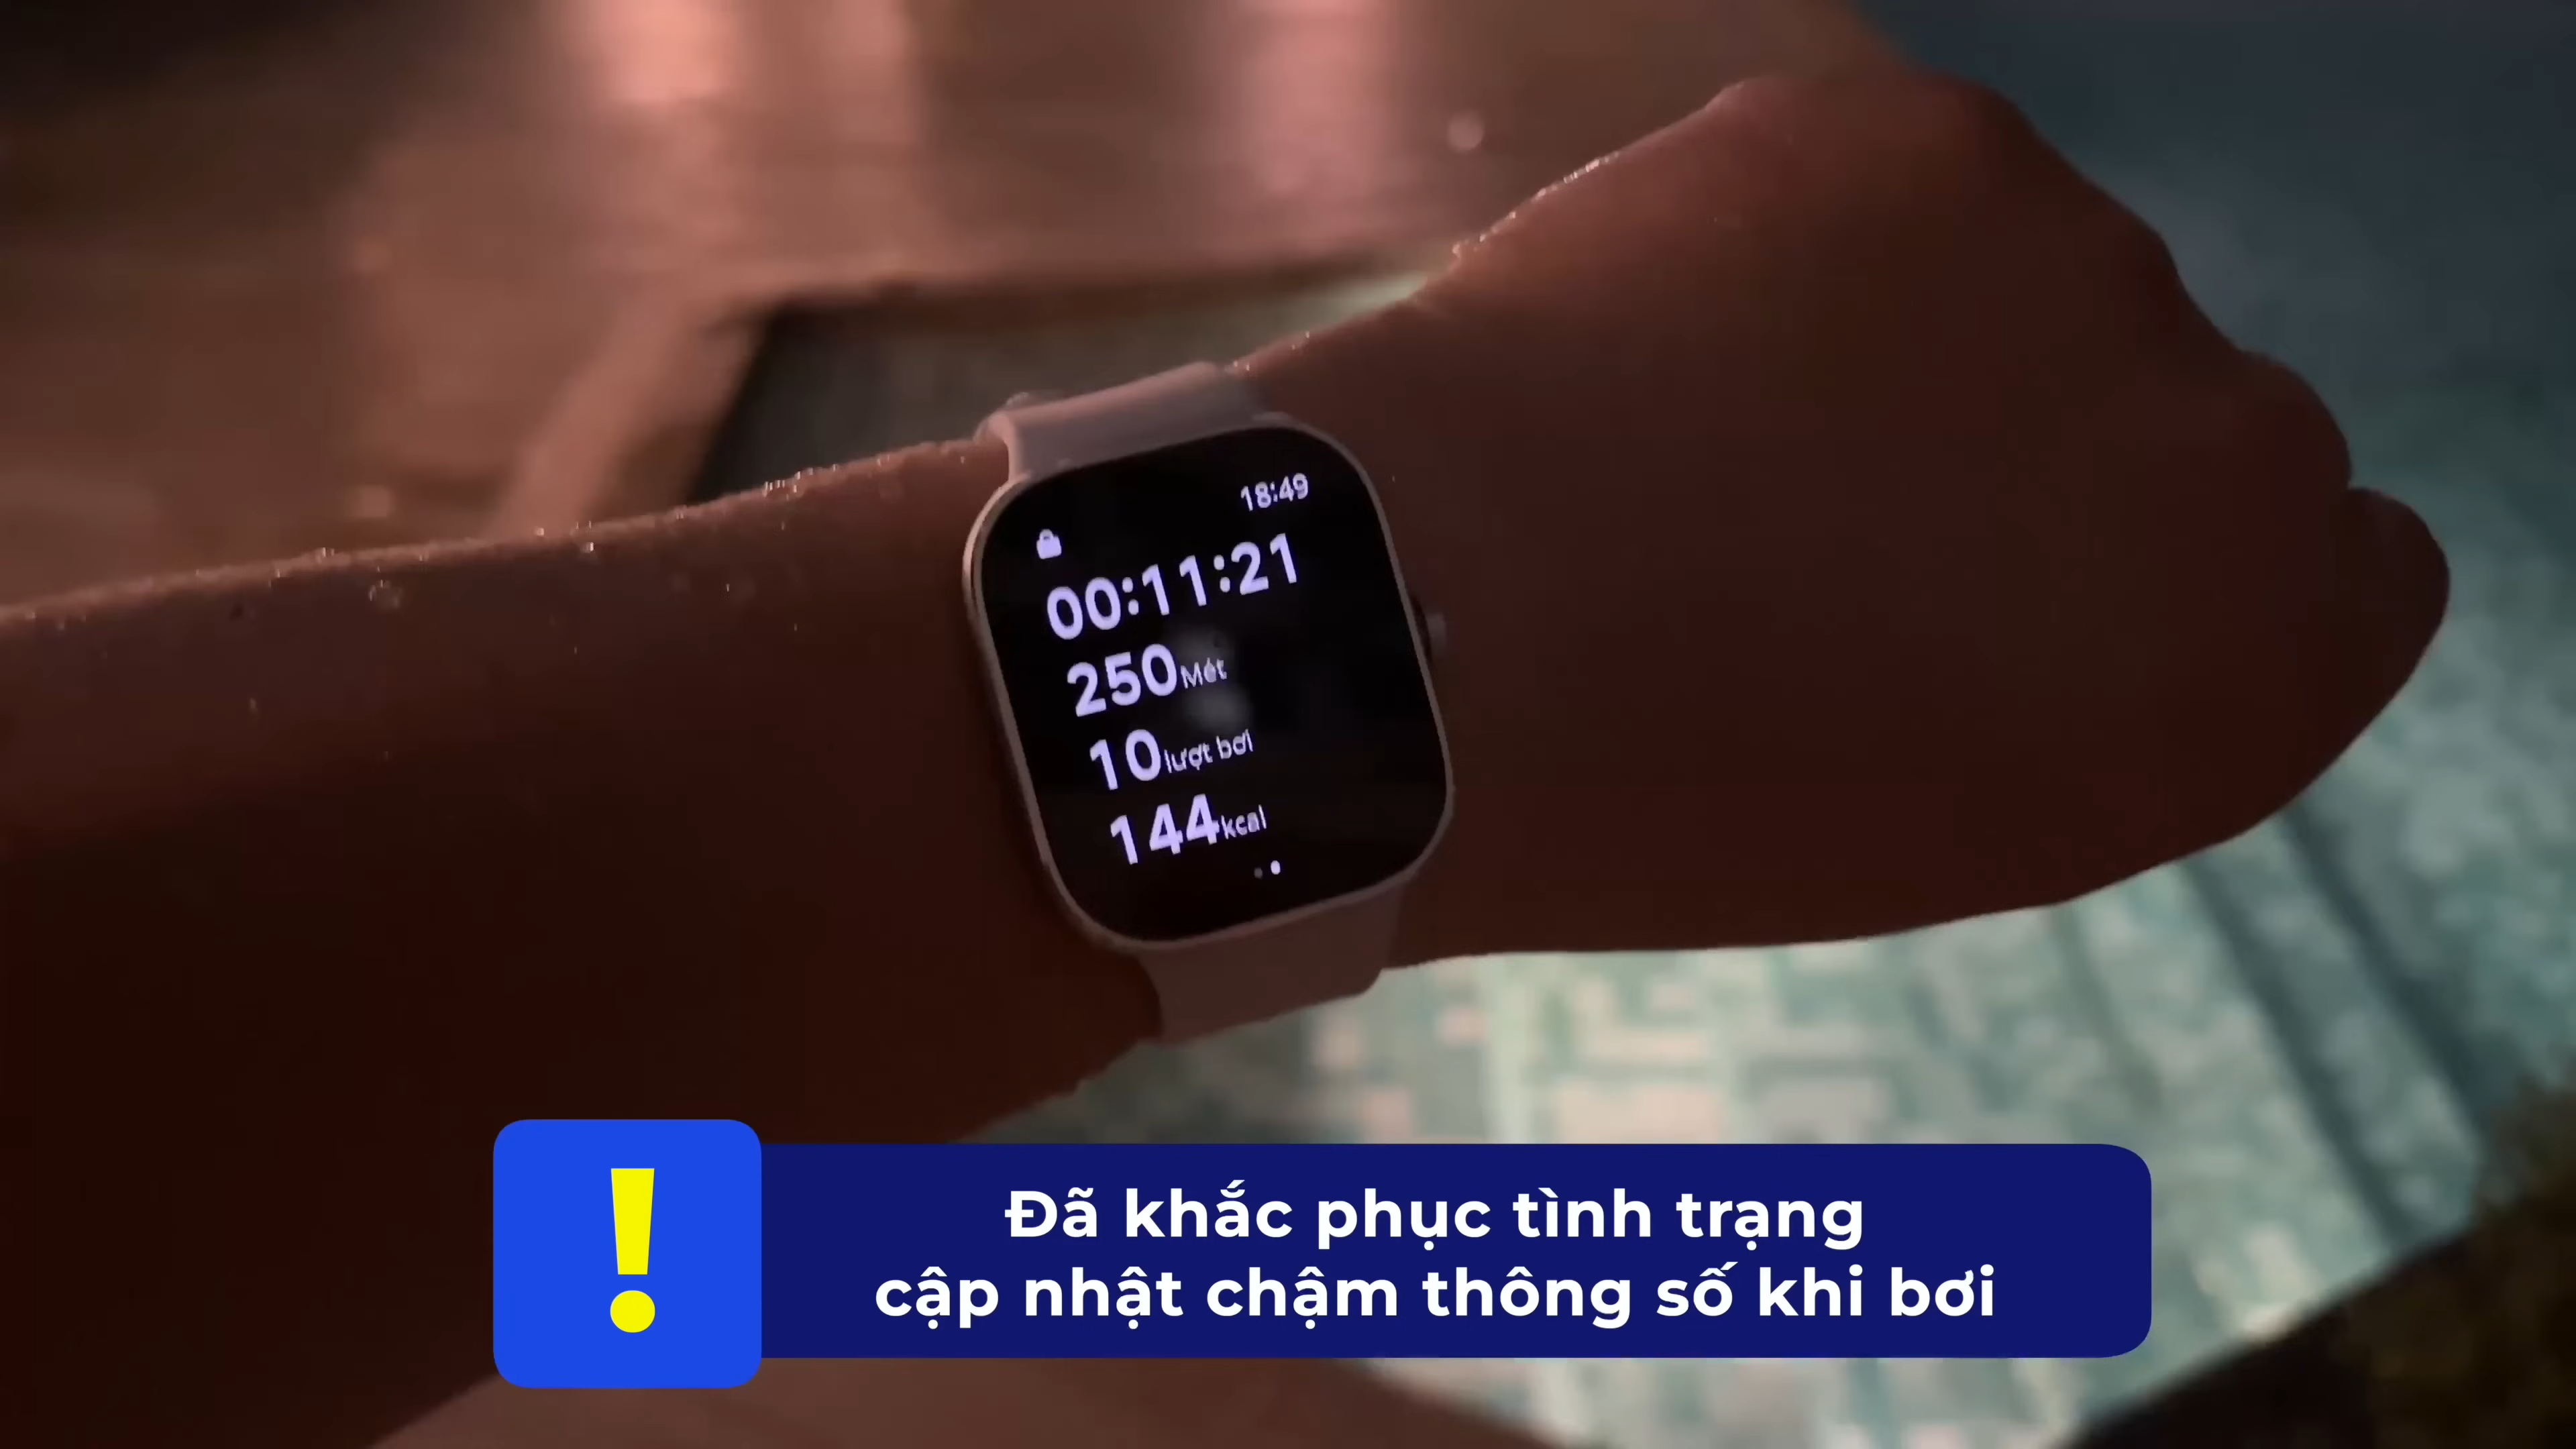 18:49
00:11:21
250Mét
10lượt bơi
144kcal
!
Đã khắc phục tình trạng
cập nhật chậm thông số khi bơi